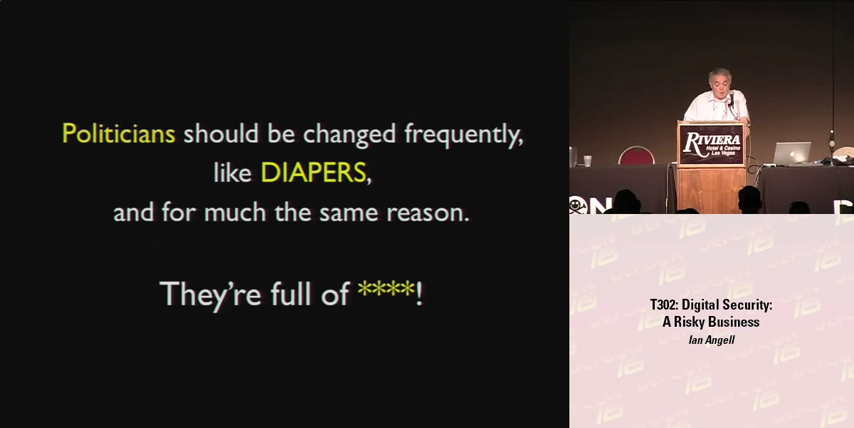 Politicians should be changed frequently,
like DIAPERS,
and for much the same reason.
They're full of ****!
RIVIERA
Hotel & Casino
Las Vegas
ON
T302: Digital Security:
A Risky Business
Ian Angell